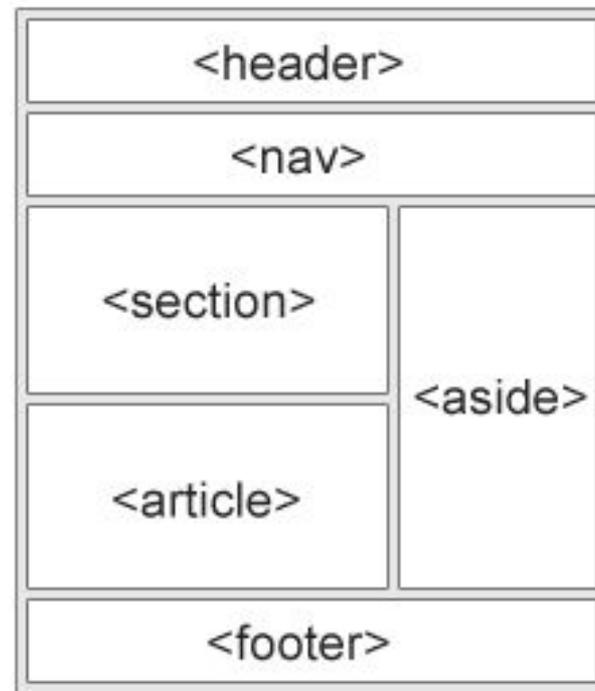 <header>
<nav>
<section>
<aside>
<article>
<footer>